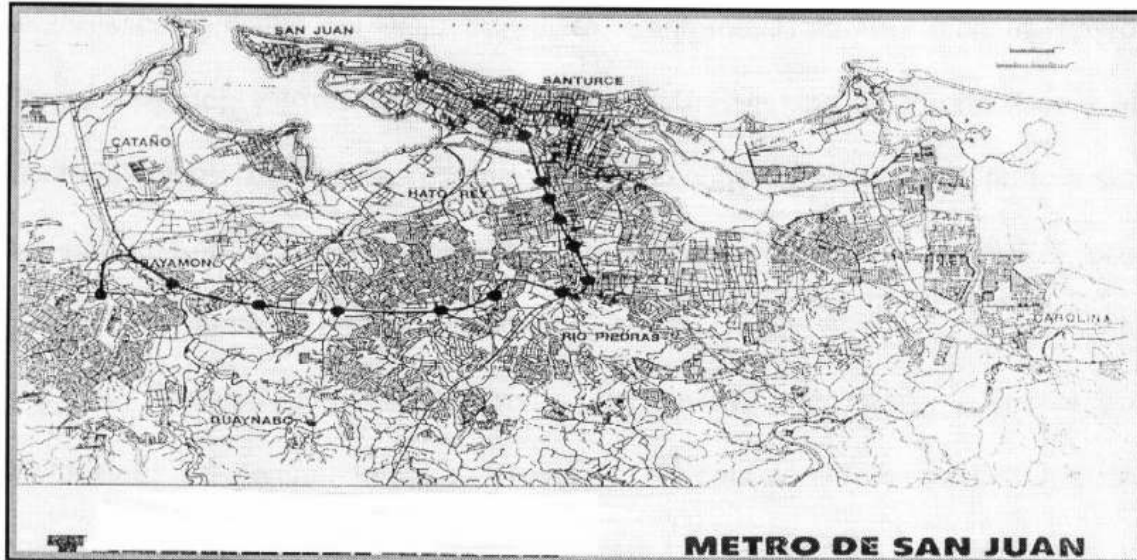 SAN JUAN
SANTURCE
CATAÑO
HATO REY
BAYAMON
CAROLINA
RIO PIEDRAS
GUAYNABO
METRO DE SAN JUAN